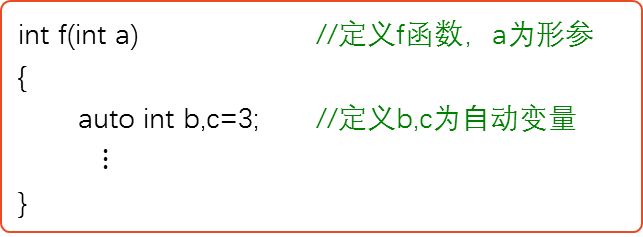 int f(int a) //定义f函数，a为形参
{
auto int b,c=3; //定义b,c为自动变量
⋮
}